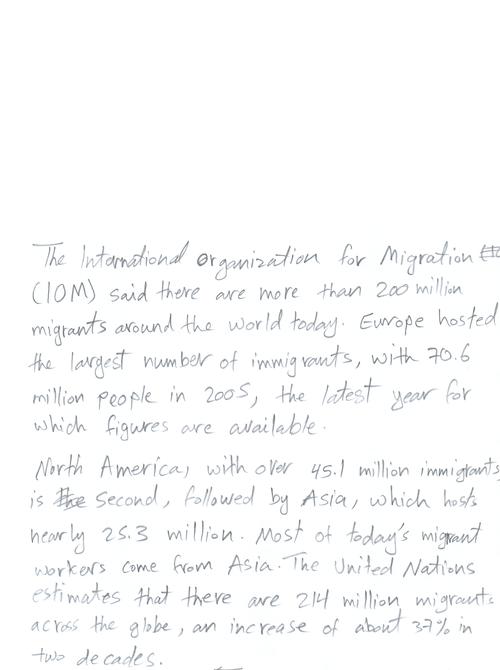 The International Organization for Migration
(IOM) said there are more than 200 million
migrants around the world today. Europe hosted
the largest number of immigrants, with 70.6
million people in 2005, the latest year for
which figures are available.
North America, with over 45.1 million immigrants,
is second, followed by Asia, which hosts
nearly 25.3 million. Most of today's migrant
workers come from Asia. The United Nations
estimates that there are 214 million migrants
across the globe, an increase of about 37% in
two decades.